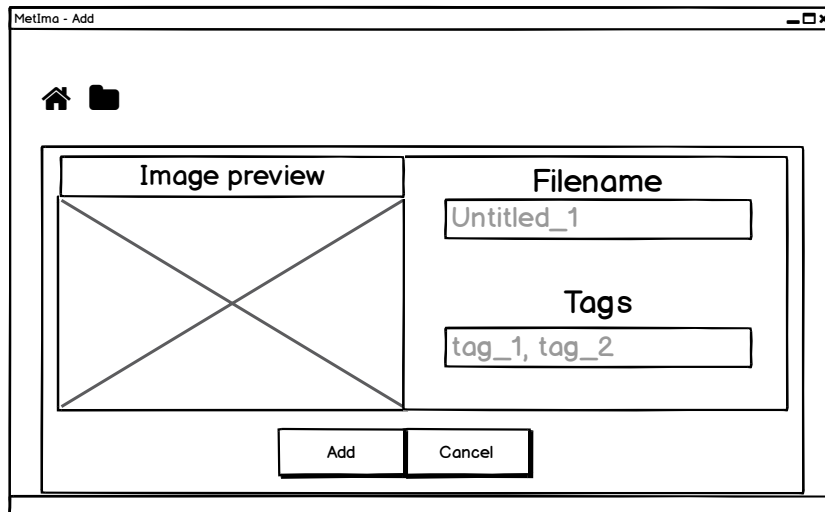 MetIma - Add
Image preview
Filename
Untitled_1
Tags
tag_1, tag_2
Add
Cancel